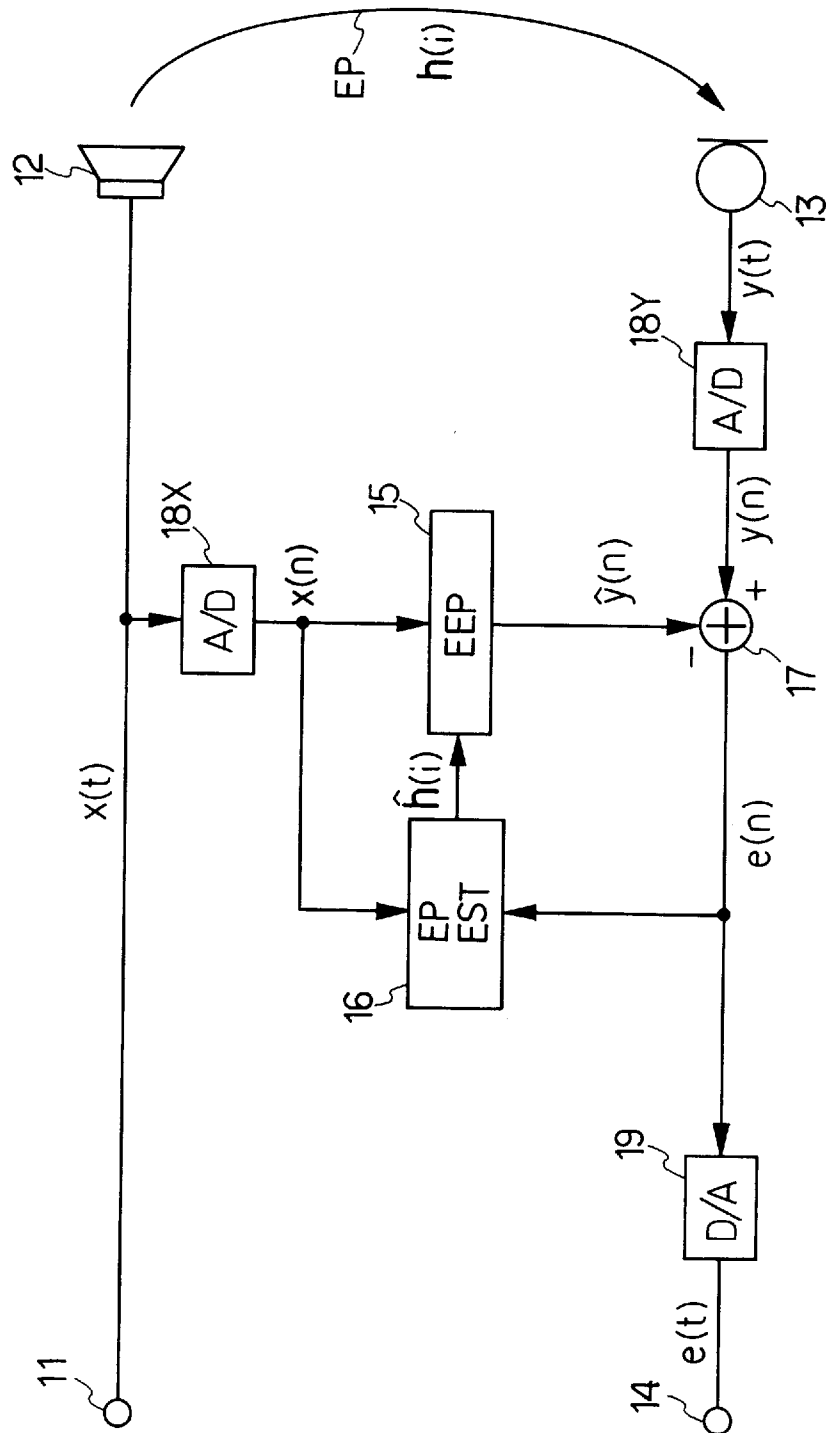 11
x(t)
12
EP
h(i)
18X
A/D
x(n)
15
EEP
ĥ(i)
16
EP
EST
ŷ(n)
13
y(t)
18Y
A/D
y(n)
+
-
17
e(n)
19
D/A
e(t)
14